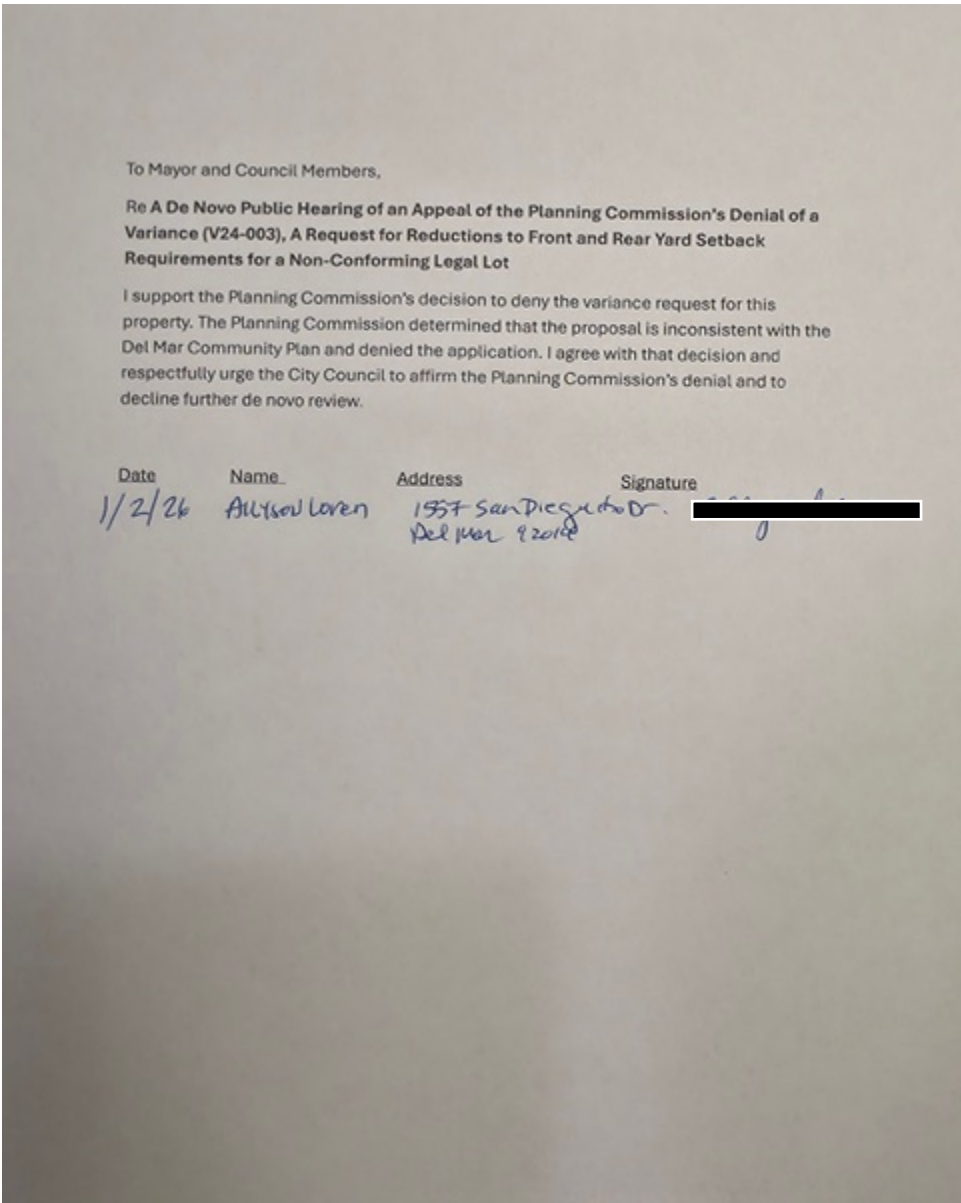 To Mayor and Council Members,
Re A De Novo Public Hearing of an Appeal of the Planning Commission's Denial of a
Variance (V24-003), A Request for Reductions to Front and Rear Yard Setback
Requirements for a Non-Conforming Legal Lot
I support the Planning Commission's decision to deny the variance request for this
property. The Planning Commission determined that the proposal is inconsistent with the
Del Mar Community Plan and denied the application. I agree with that decision and
respectfully urge the City Council to affirm the Planning Commission's denial and to
decline further de novo review.
Date Name Address Signature
1/2/26 Allyson Loren 1557 San Dieguito Dr.
Del Mar 92014